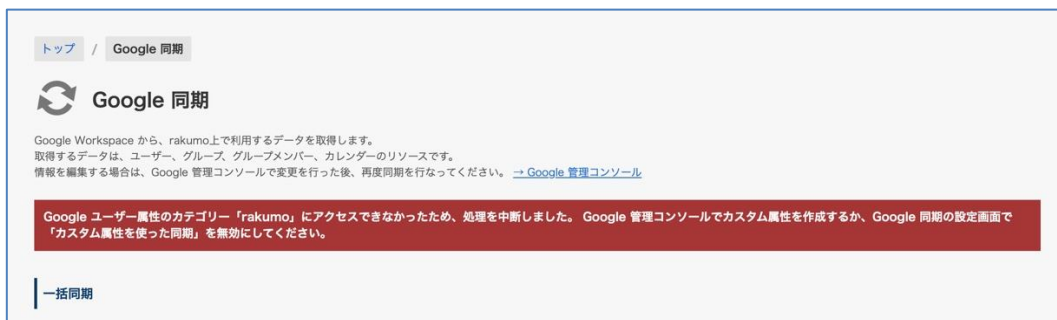 トップ / Google 同期
Google 同期
Google Workspace から、rakumo上で利用するデータを取得します。
取得するデータは、ユーザー、グループ、グループメンバー、カレンダーのリソースです。
情報を編集する場合は、Google 管理コンソールで変更を行った後、再度同期を行なってください。 → Google 管理コンソール
Google ユーザー属性のカテゴリー「rakumo」にアクセスできなかったため、処理を中断しました。 Google 管理コンソールでカスタム属性を作成するか、Google 同期の設定画面で
「カスタム属性を使った同期」を無効にしてください。
一括同期